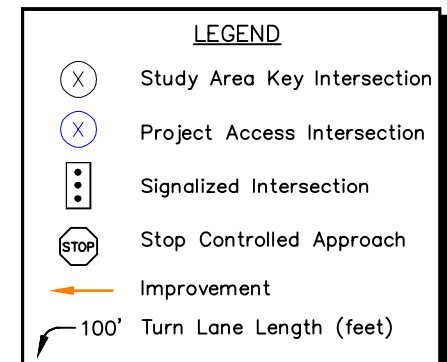 LEGEND
X Study Area Key Intersection
X Project Access Intersection
Signalized Intersection
STOP Stop Controlled Approach
Improvement
100' Turn Lane Length (feet)